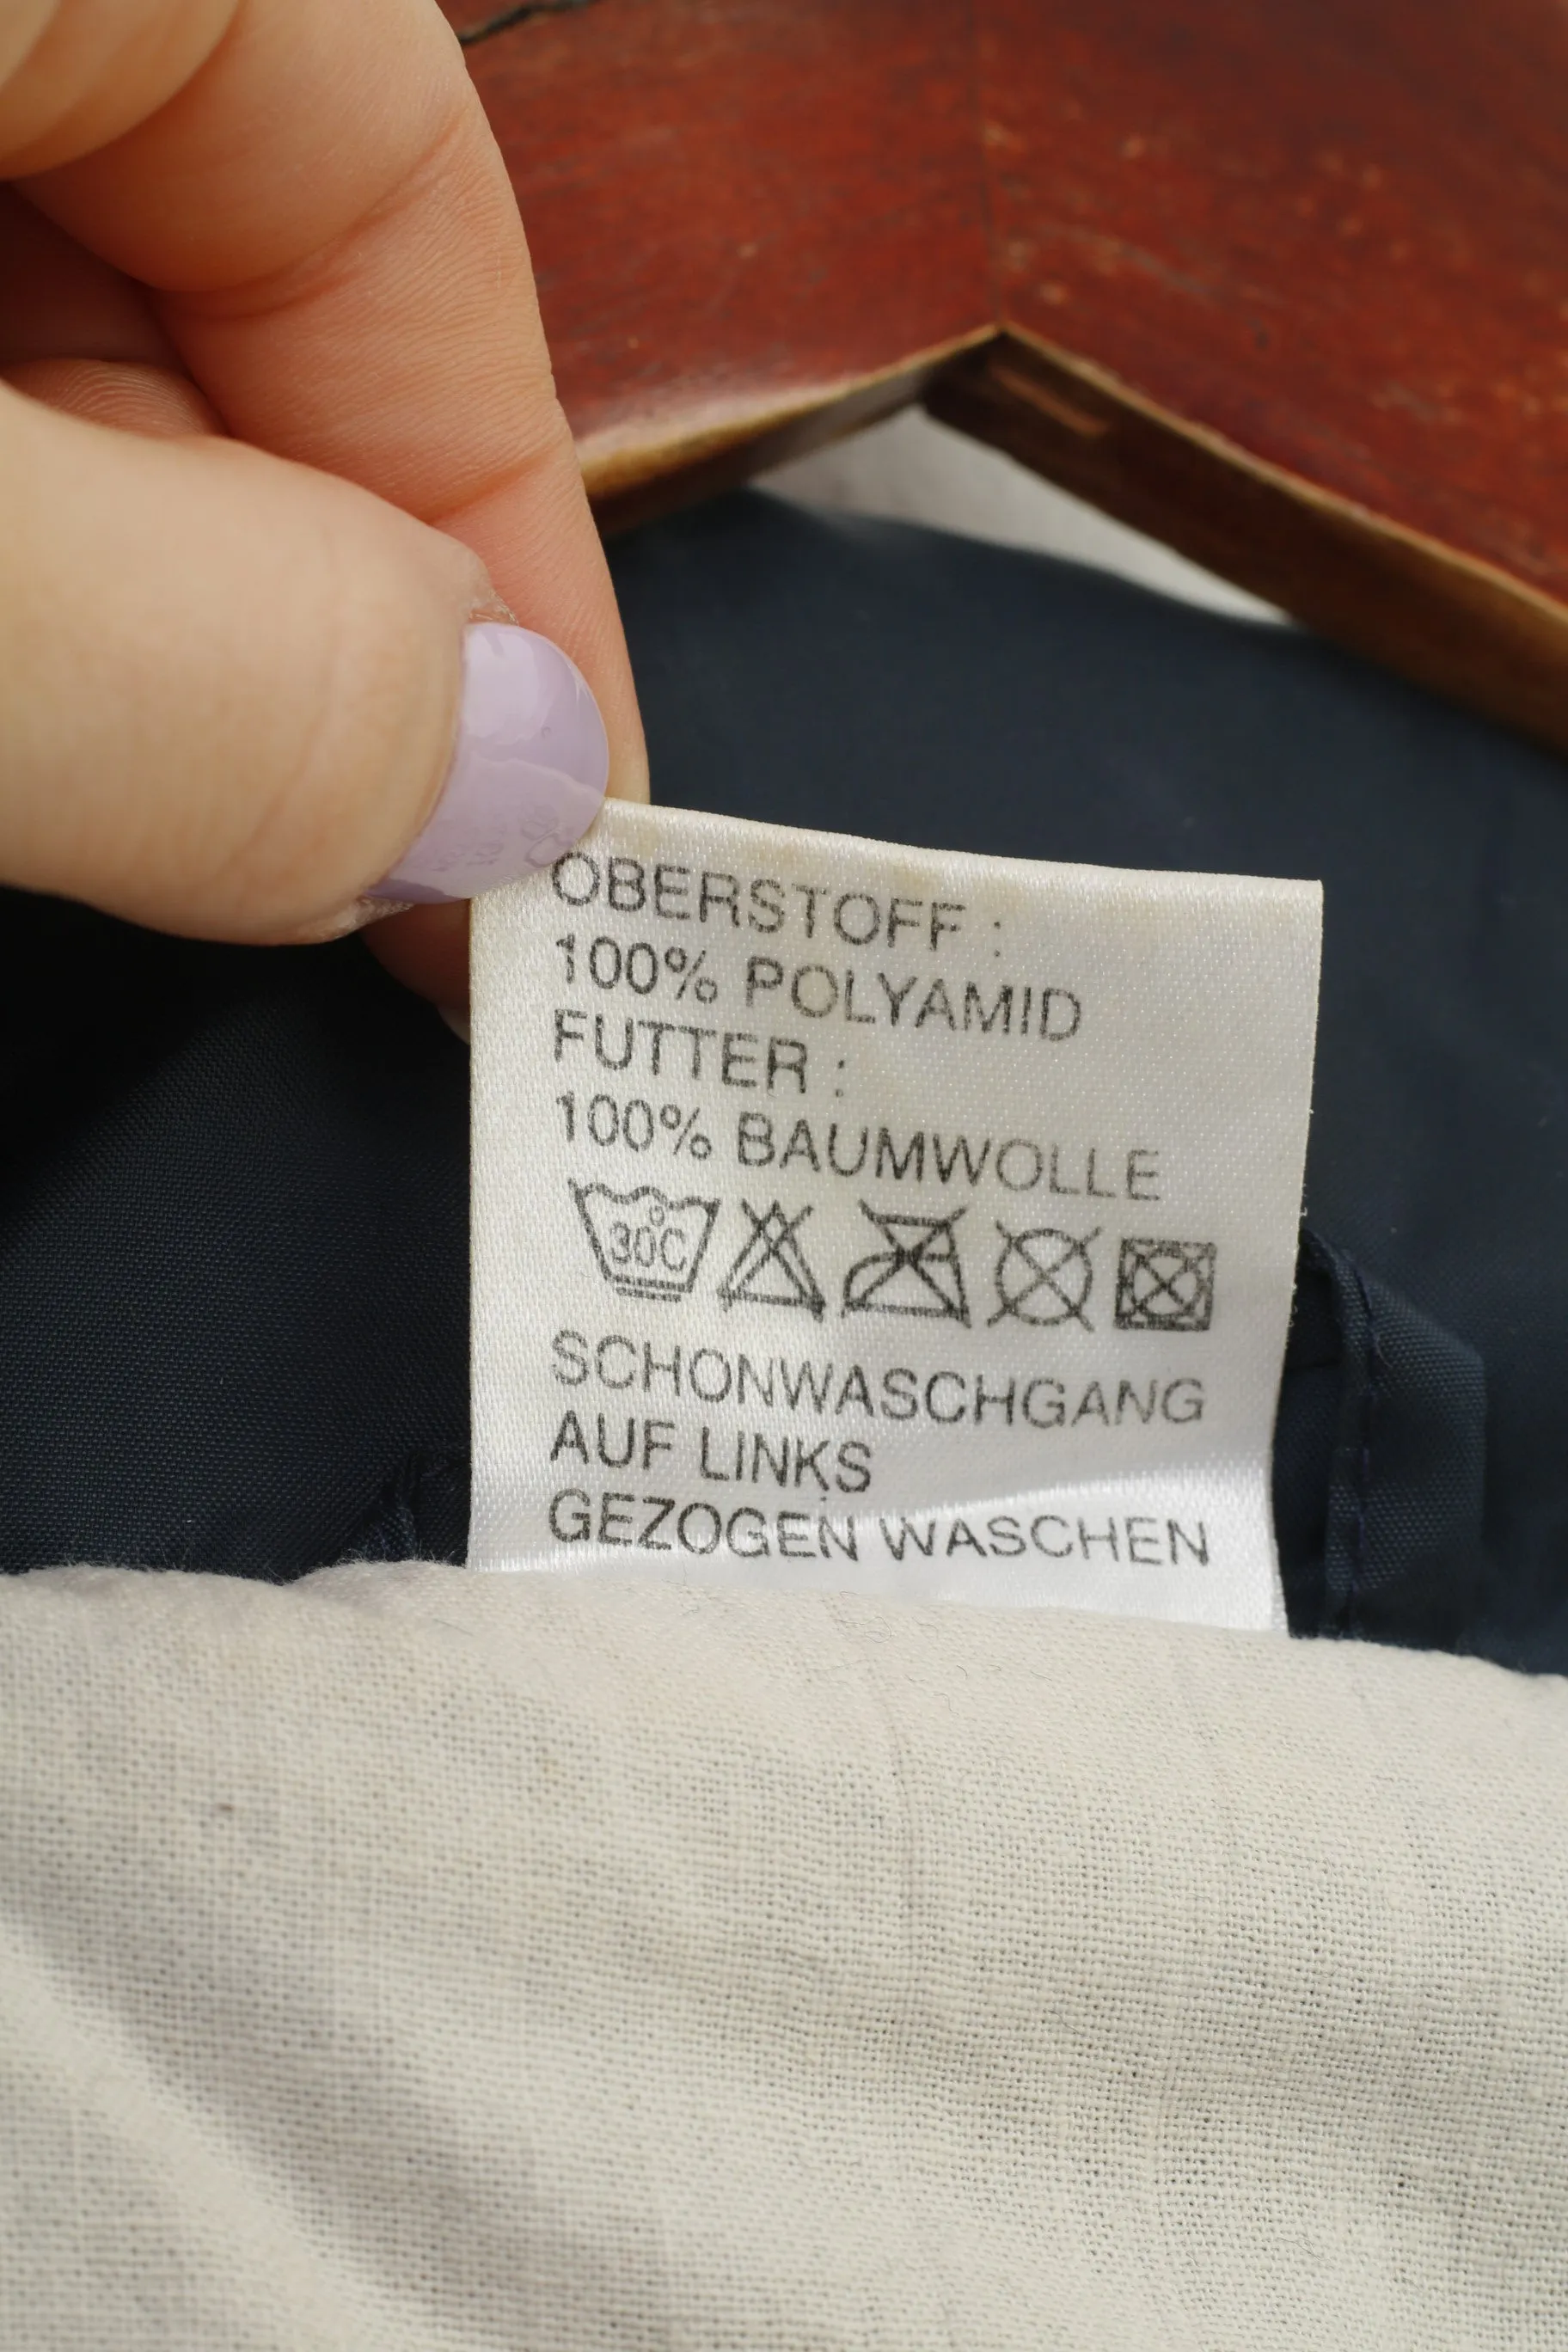 OBERSTOFF :
100% POLYAMID
FUTTER :
100% BAUMWOLLE
30°C
SCHONWASCHGANG
AUF LINKS
GEZOGEN WASCHEN